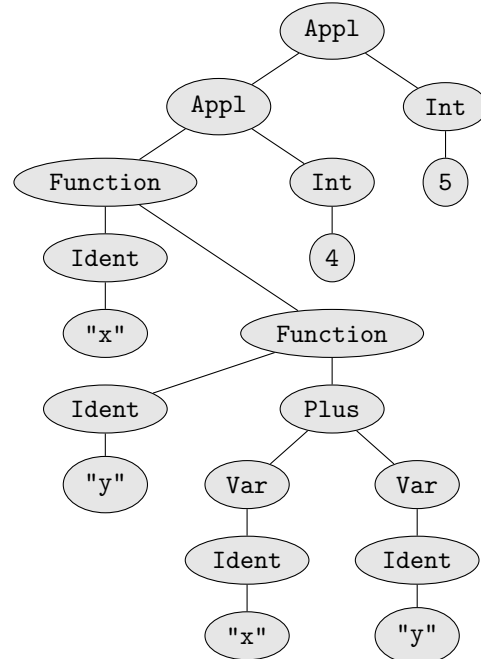 Appl
Appl Int
Function Int 5
Ident 4
"x" Function
Ident Plus
"y" Var Var
Ident Ident
"x" "y"